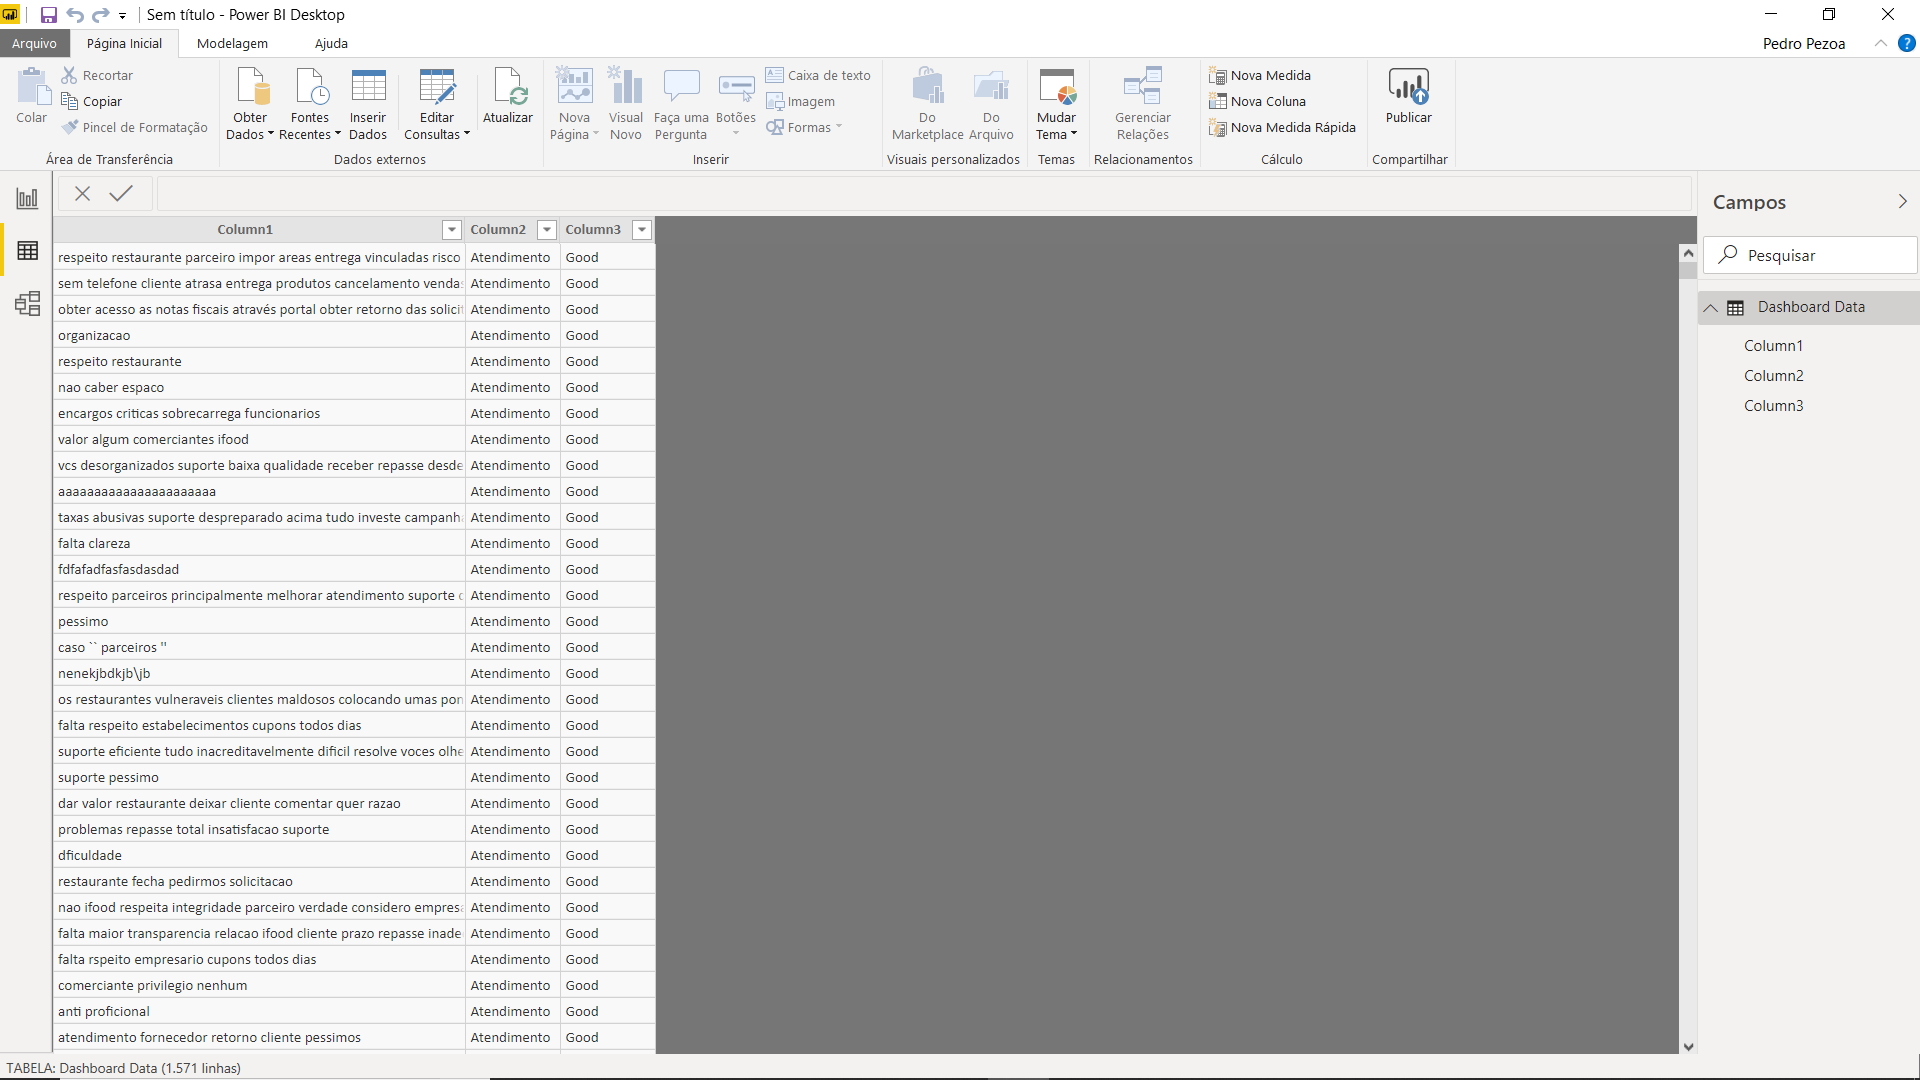 Sem título - Power BI Desktop
Arquivo
Página Inicial
Modelagem
Ajuda
Pedro Pezoa
Colar
Recortar
Copiar
Pincel de Formatação
Área de Transferência
Obter Dados
Fontes Recentes
Inserir Dados
Editar Consultas
Atualizar
Dados externos
Nova Página
Visual Novo
Faça uma Pergunta
Botões
Caixa de texto
Imagem
Formas
Inserir
Do Marketplace
Do Arquivo
Visuais personalizados
Mudar Tema
Temas
Gerenciar Relações
Relacionamentos
Nova Medida
Nova Coluna
Nova Medida Rápida
Cálculo
Publicar
Compartilhar
Column1 Column2 Column3
respeito restaurante parceiro impor areas entrega vinculadas risco Atendimento Good
sem telefone cliente atrasa entrega produtos cancelamento vendas Atendimento Good
obter acesso as notas fiscais através portal obter retorno das solicit Atendimento Good
organizacao Atendimento Good
respeito restaurante Atendimento Good
nao caber espaco Atendimento Good
encargos criticas sobrecarrega funcionarios Atendimento Good
valor algum comerciantes ifood Atendimento Good
vcs desorganizados suporte baixa qualidade receber repasse desde Atendimento Good
aaaaaaaaaaaaaaaaaaaaaa Atendimento Good
taxas abusivas suporte despreparado acima tudo investe campanha Atendimento Good
falta clareza Atendimento Good
fdfafadfasfasdasdad Atendimento Good
respeito parceiros principalmente melhorar atendimento suporte Atendimento Good
pessimo Atendimento Good
caso `` parceiros '' Atendimento Good
nenekjbdkjb\jb Atendimento Good
os restaurantes vulneraveis clientes maldosos colocando umas Atendimento Good
falta respeito estabelecimentos cupons todos dias Atendimento Good
suporte eficiente tudo inacreditavelmente dificil resolve voces olhe Atendimento Good
suporte pessimo Atendimento Good
dar valor restaurante deixar cliente comentar quer razao Atendimento Good
problemas repasse total insatisfacao suporte Atendimento Good
dficuldade Atendimento Good
restaurante fecha pedirmos solicitacao Atendimento Good
nao ifood respeita integridade parceiro verdade considero empresa Atendimento Good
falta maior transparencia relacao ifood cliente prazo repasse inade Atendimento Good
falta rspeito empresario cupons todos dias Atendimento Good
comerciante privilegio nenhum Atendimento Good
anti proficional Atendimento Good
atendimento fornecedor retorno cliente pessimos Atendimento Good
Campos
Pesquisar
Dashboard Data
Column1
Column2
Column3
TABELA: Dashboard Data (1.571 linhas)